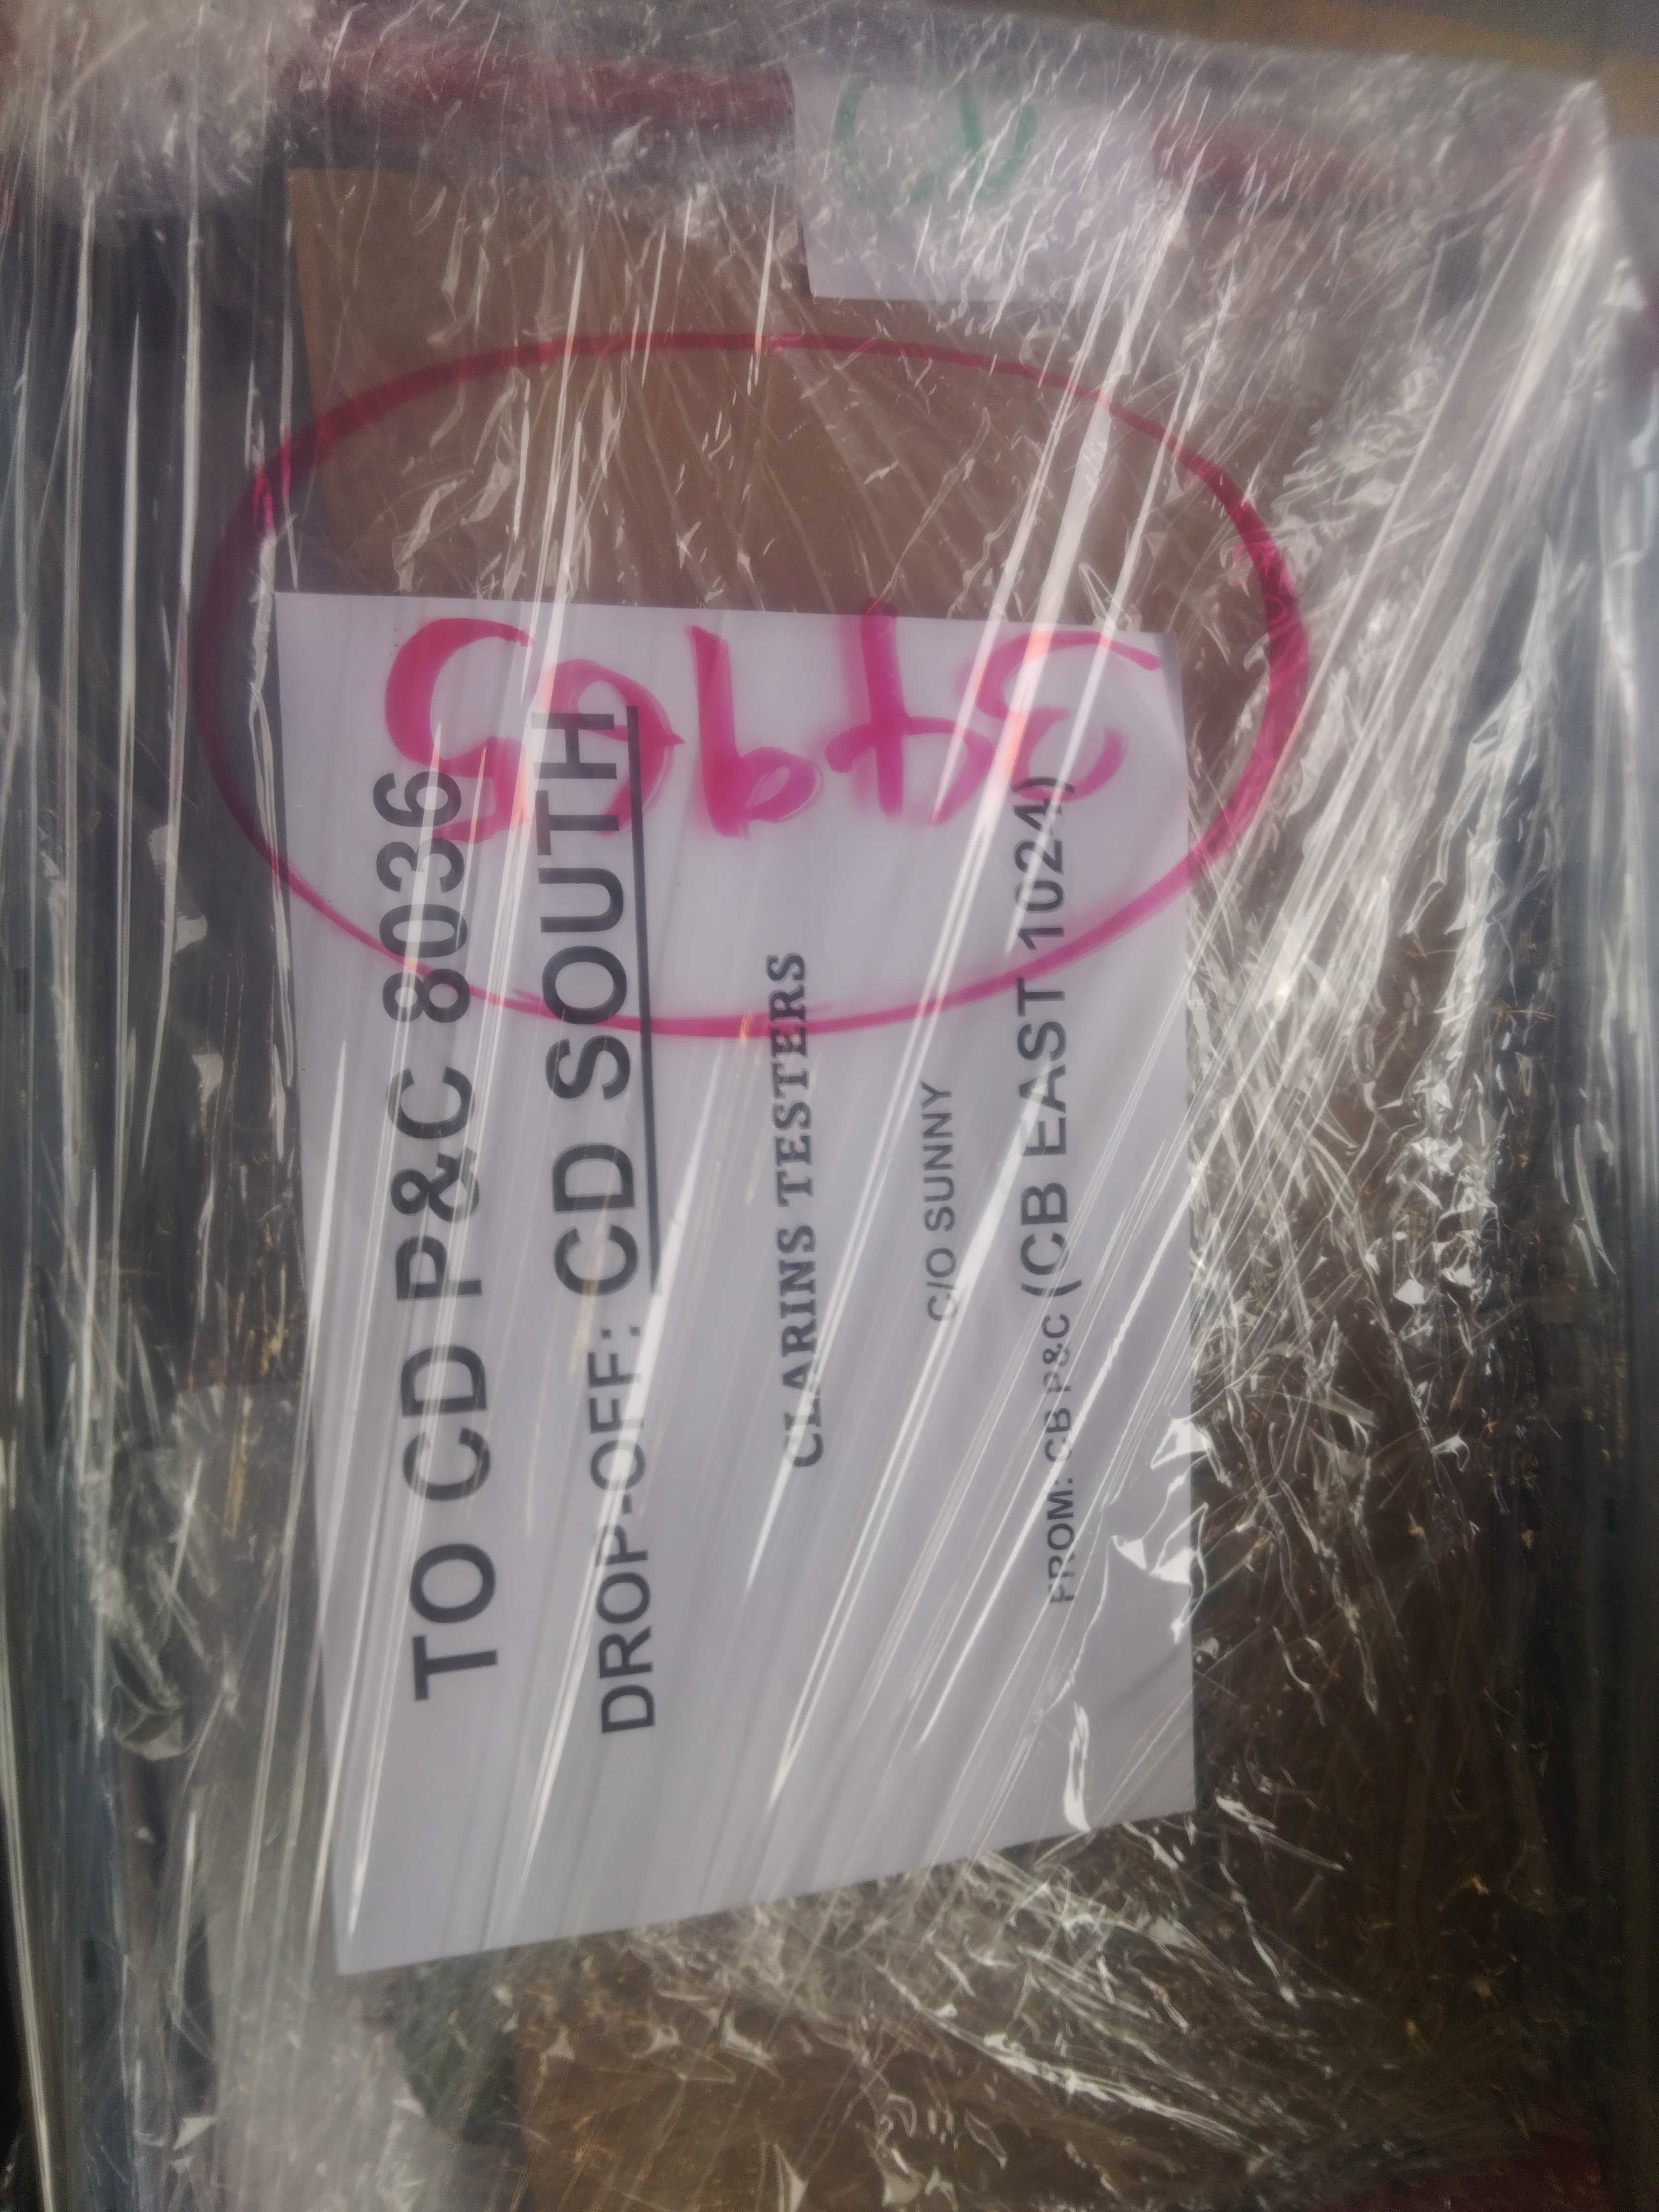 TO CD P&C 8036
DROP-OFF: CD SOUTH
CLARINS TESTERS
C/O SUNNY
FROM: CB P&C (CB EAST 1024)